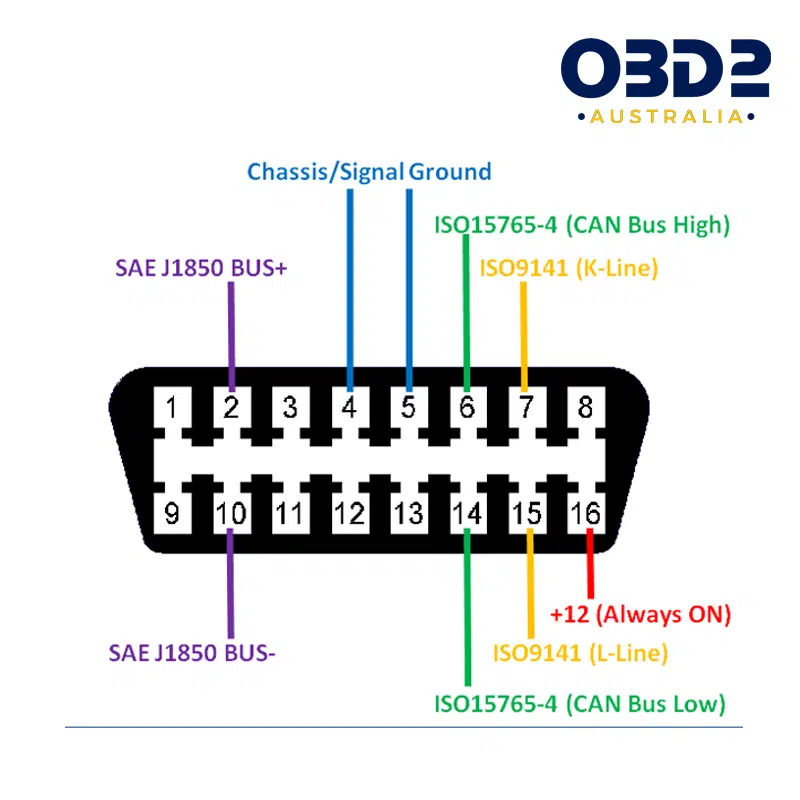 OBD2
•AUSTRALIA•
Chassis/Signal Ground
ISO15765-4 (CAN Bus High)
SAE J1850 BUS+
ISO9141 (K-Line)
1 2 3 4 5 6 7 8
9 10 11 12 13 14 15 16
+12 (Always ON)
SAE J1850 BUS-
ISO9141 (L-Line)
ISO15765-4 (CAN Bus Low)